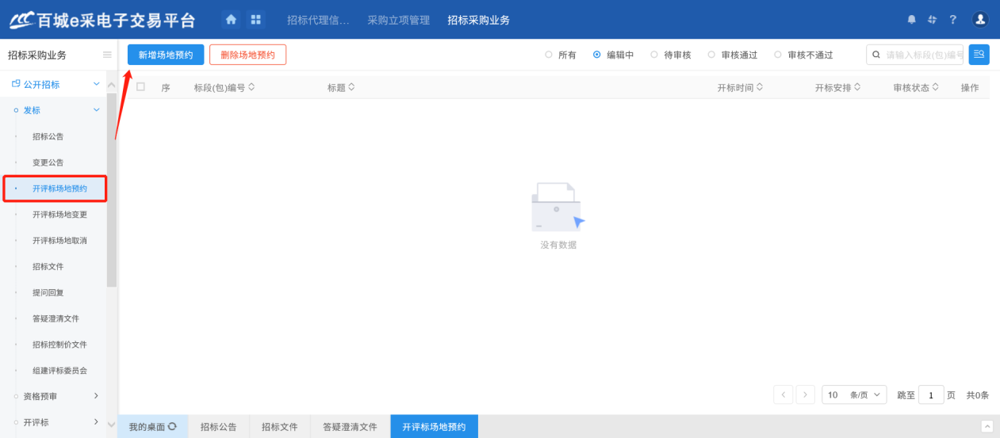 百城e采电子交易平台
招标代理信... 采购立项管理 招标采购业务
招标采购业务
新增场地预约 删除场地预约
所有 编辑中 待审核 审核通过 审核不通过
请输入标段(包)编号
公开招标
序 标段(包)编号 标题 开标时间 开标安排 审核状态 操作
发标
招标公告
变更公告
开评标场地预约
开评标场地变更
开评标场地取消
招标文件
提问回复
答疑澄清文件
招标控制价文件
组建评标委员会
资格预审
开评标
没有数据
10 条/页 跳至 1 页 共0条
我的桌面 招标公告 招标文件 答疑澄清文件 开评标场地预约